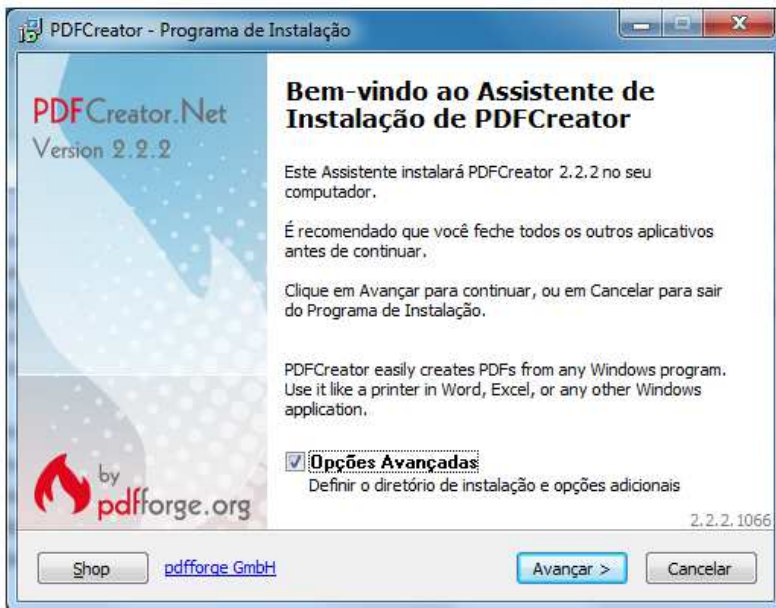 PDFCreator - Programa de Instalação
PDFCreator.Net
Version 2.2.2
Bem-vindo ao Assistente de
Instalação de PDFCreator
Este Assistente instalará PDFCreator 2.2.2 no seu
computador.
É recomendado que você feche todos os outros aplicativos
antes de continuar.
Clique em Avançar para continuar, ou em Cancelar para sair
do Programa de Instalação.
PDFCreator easily creates PDFs from any Windows program.
Use it like a printer in Word, Excel, or any other Windows
application.
Opções Avançadas
Definir o diretório de instalação e opções adicionais
by
pdfforge.org
2.2.2.1066
Shop
pdfforge GmbH
Avançar >
Cancelar